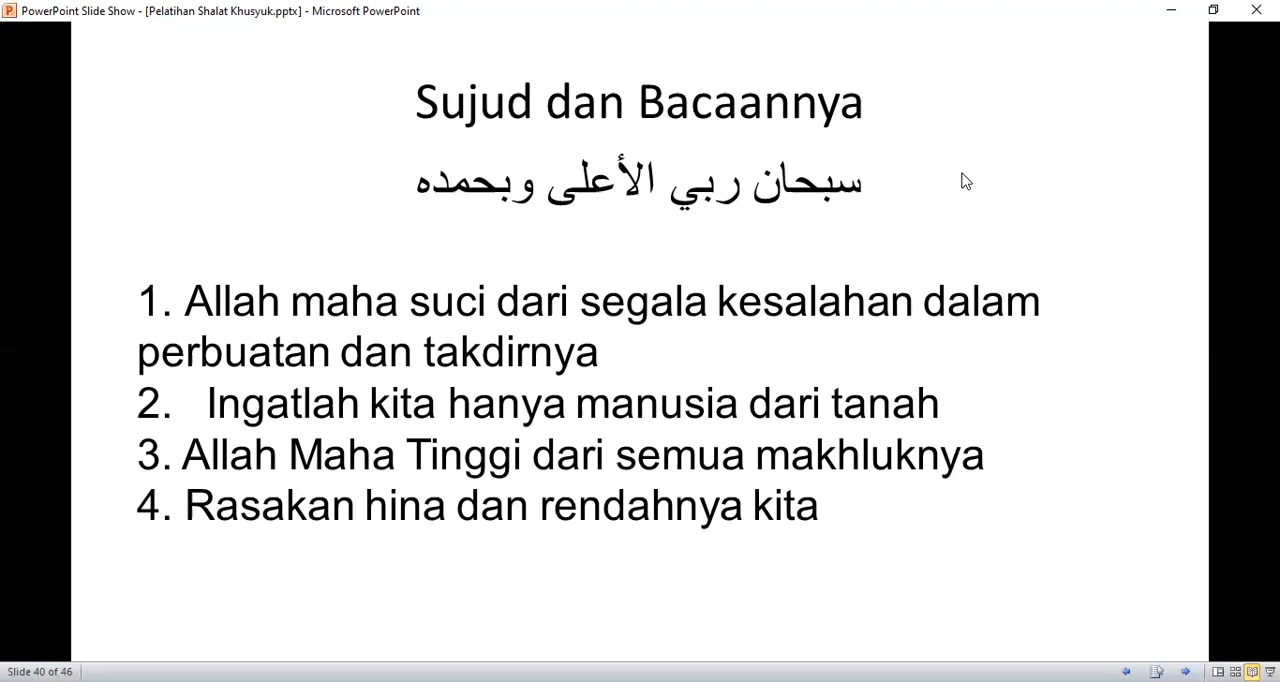 PowerPoint Slide Show - [Pelatihan Shalat Khusyuk.pptx] - Microsoft PowerPoint
Sujud dan Bacaannya
سبحان ربي الأعلى وبحمده
1. Allah maha suci dari segala kesalahan dalam
perbuatan dan takdirnya
2. Ingatlah kita hanya manusia dari tanah
3. Allah Maha Tinggi dari semua makhluknya
4. Rasakan hina dan rendahnya kita
Slide 40 of 46